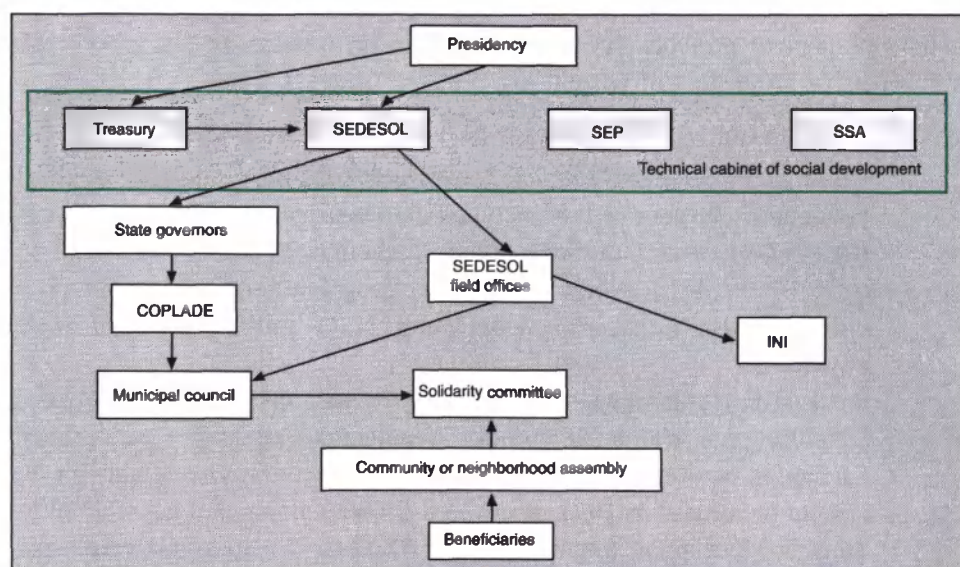 Presidency
Treasury
SEDESOL
SEP
SSA
Technical cabinet of social development
State governors
SEDESOL
field offices
COPLADE
INI
Municipal council
Solidarity committee
Community or neighborhood assembly
Beneficiaries